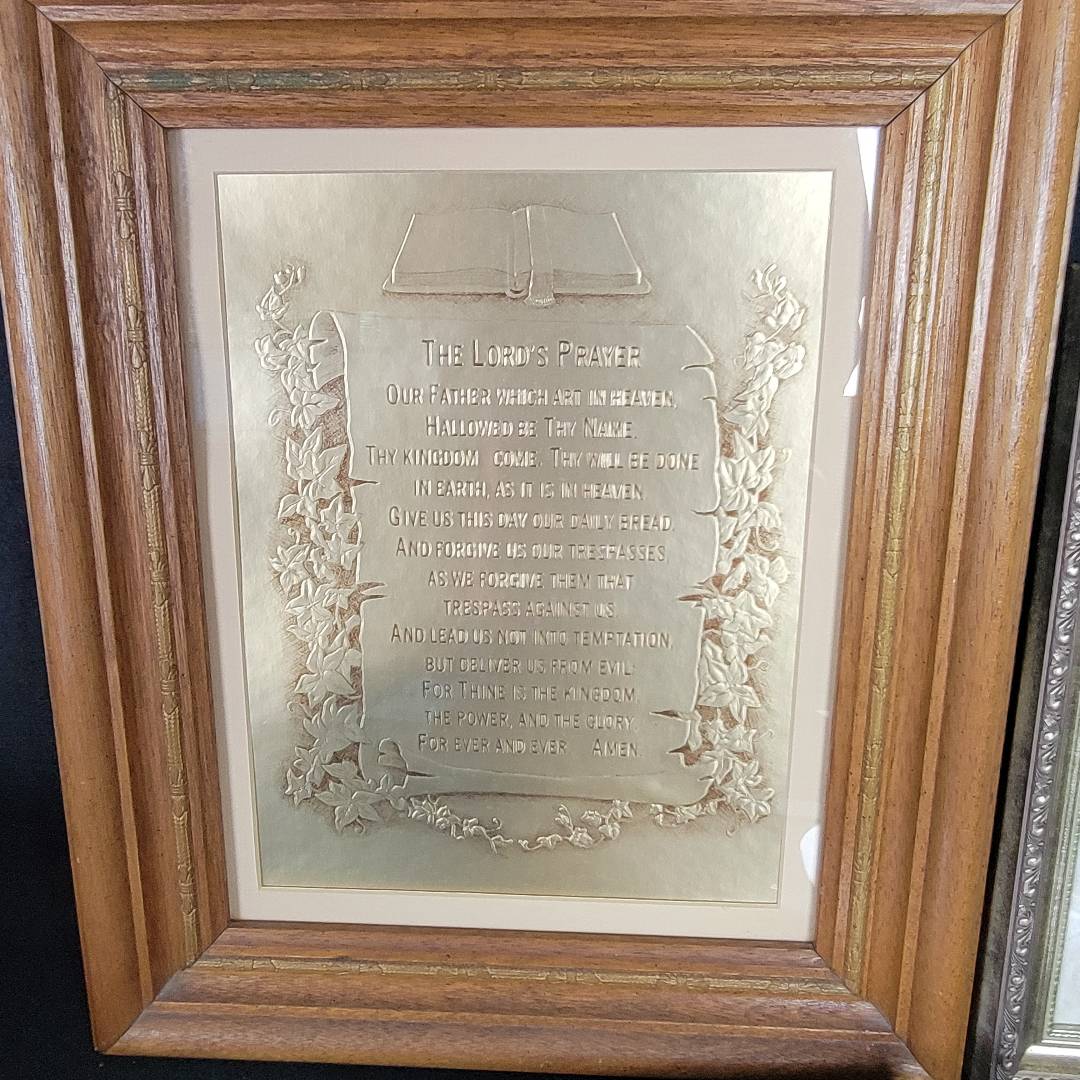 The Lord's Prayer
Our Father which art in heaven,
Hallowed be Thy Name.
Thy kingdom come. Thy will be done
in earth, as it is in heaven.
Give us this day our daily bread.
And forgive us our trespasses
as we forgive them that
trespass against us.
And lead us not into temptation,
but deliver us from evil:
For Thine is the kingdom,
the power, and the glory,
For ever and ever Amen.